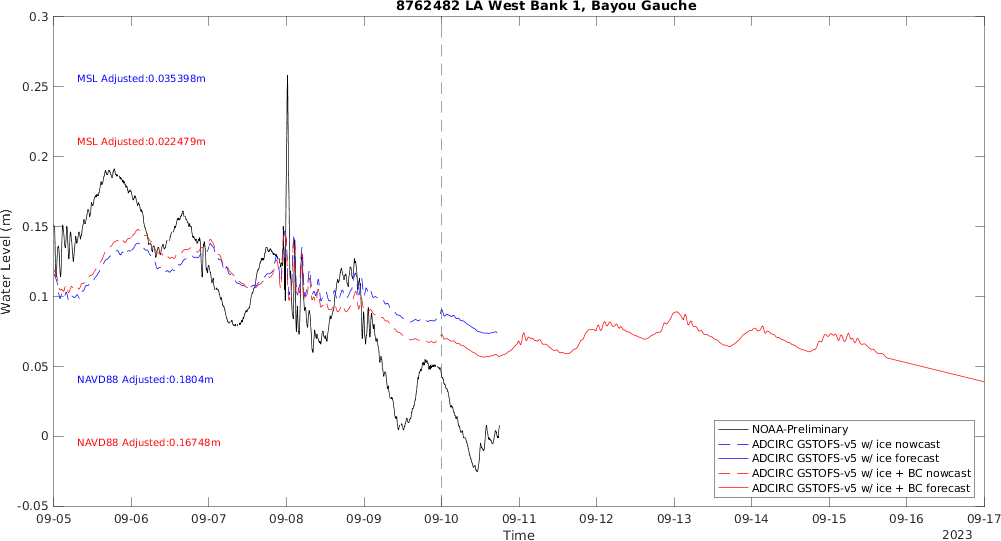 8762482 LA West Bank 1, Bayou Gauche
Water Level (m)
0.3
0.25
0.2
0.15
0.1
0.05
0
-0.05
MSL Adjusted:0.035398m
MSL Adjusted:0.022479m
NAVD88 Adjusted:0.1804m
NAVD88 Adjusted:0.16748m
NOAA-Preliminary
ADCIRC GSTOFS-v5 w/ ice nowcast
ADCIRC GSTOFS-v5 w/ ice forecast
ADCIRC GSTOFS-v5 w/ ice + BC nowcast
ADCIRC GSTOFS-v5 w/ ice + BC forecast
09-05 09-06 09-07 09-08 09-09 09-10 09-11 09-12 09-13 09-14 09-15 09-16 09-17
Time
2023